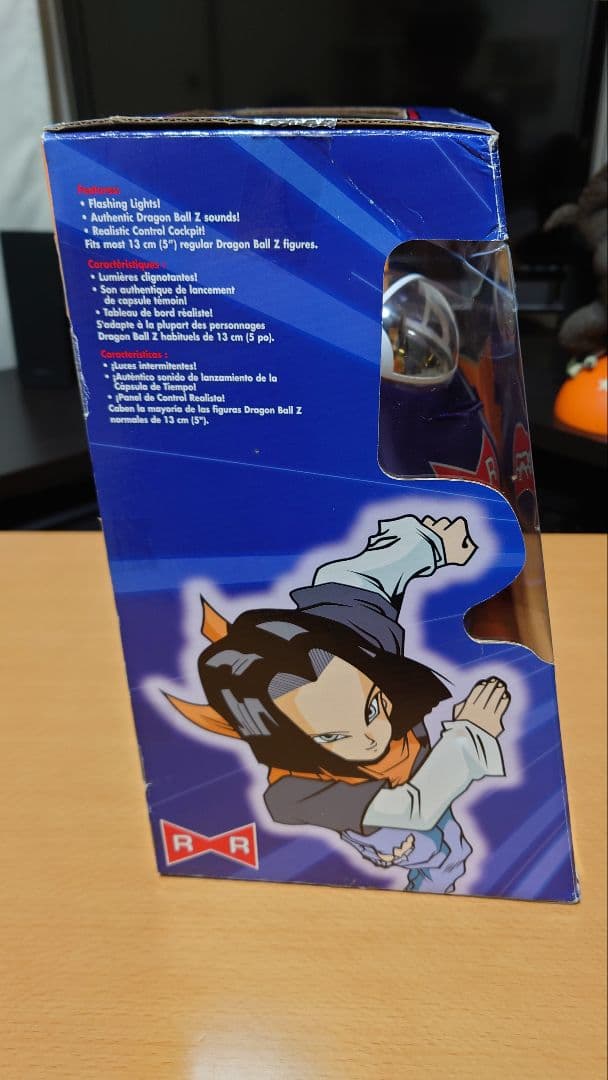 Features:
• Flashing Lights!
• Authentic Dragon Ball Z sounds!
• Realistic Control Cockpit!
Fits most 13 cm (5") regular Dragon Ball Z figures.
Caractéristiques :
• Lumières clignotantes!
• Son authentique de lancement
de capsule témoin!
• Tableau de bord réaliste!
S'adapte à la plupart des personnages
Dragon Ball Z habituels de 13 cm (5 po).
Características :
• ¡Luces intermitentes!
• ¡Auténtico sonido de lanzamiento de la
Cápsula de Tiempo!
• ¡Panel de Control Realista!
Caben la mayoría de las figuras Dragon Ball Z
normales de 13 cm (5").
R
R R